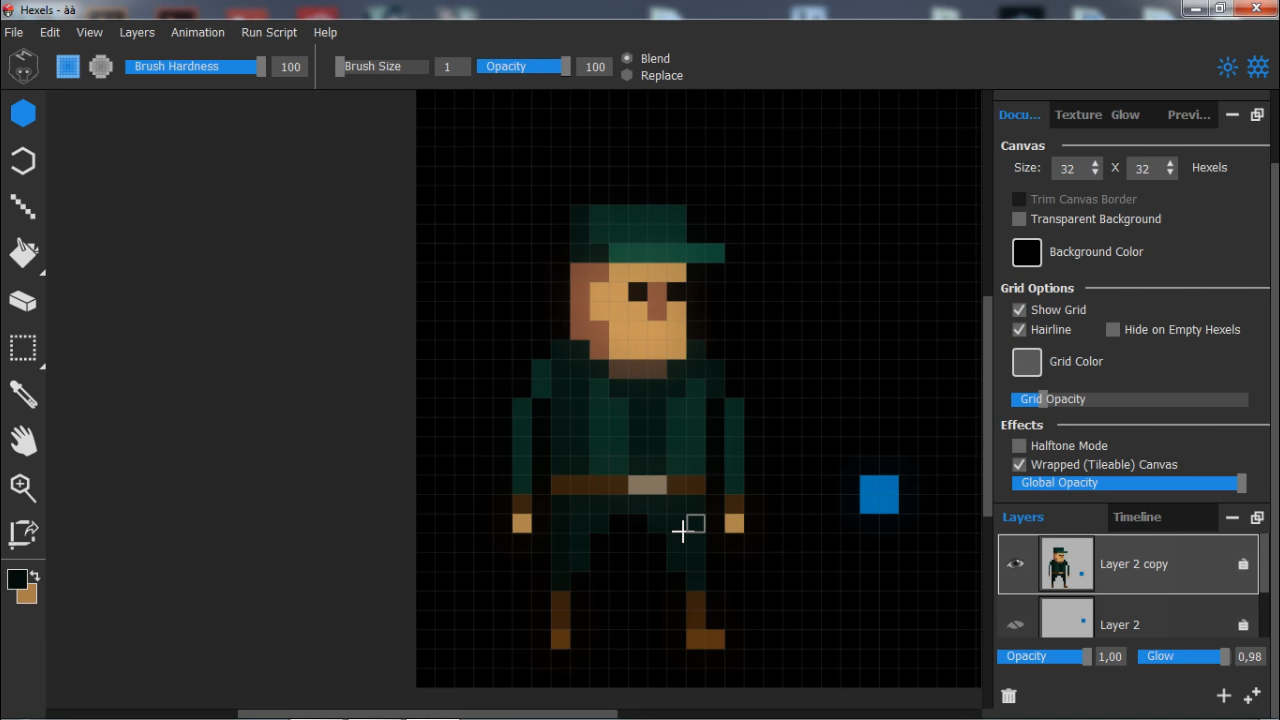 Hexels - àà
File Edit View Layers Animation Run Script Help
Brush Hardness 100 Brush Size 1 Opacity 100 Blend
Replace
Docu... Texture Glow Previ...
Canvas
Size: 32 X 32 Hexels
Trim Canvas Border
Transparent Background
Background Color
Grid Options
Show Grid
Hairline Hide on Empty Hexels
Grid Color
Grid Opacity
Effects
Halftone Mode
Wrapped (Tileable) Canvas
Global Opacity
Layers Timeline
Layer 2 copy
Layer 2
Opacity 1,00 Glow 0,98